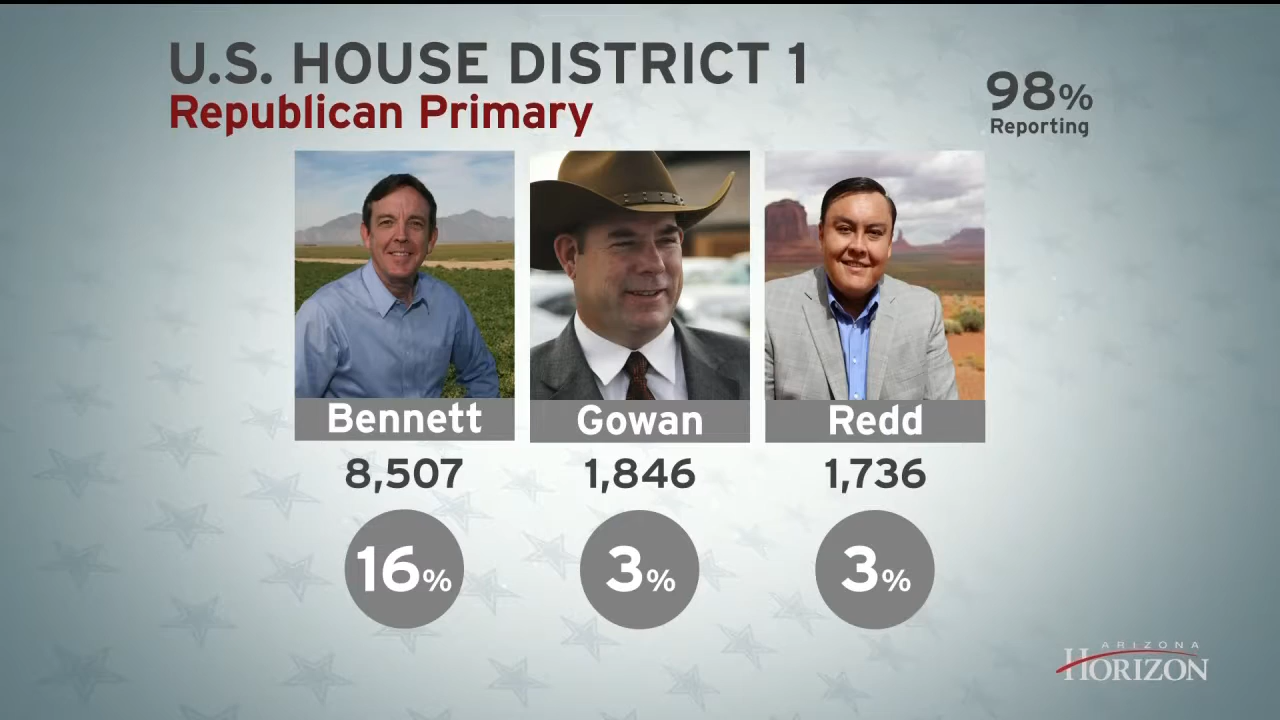 U.S. HOUSE DISTRICT 1
Republican Primary
98%
Reporting
Bennett Gowan Redd
8,507 1,846 1,736
16% 3% 3%
ARIZONA
HORIZON